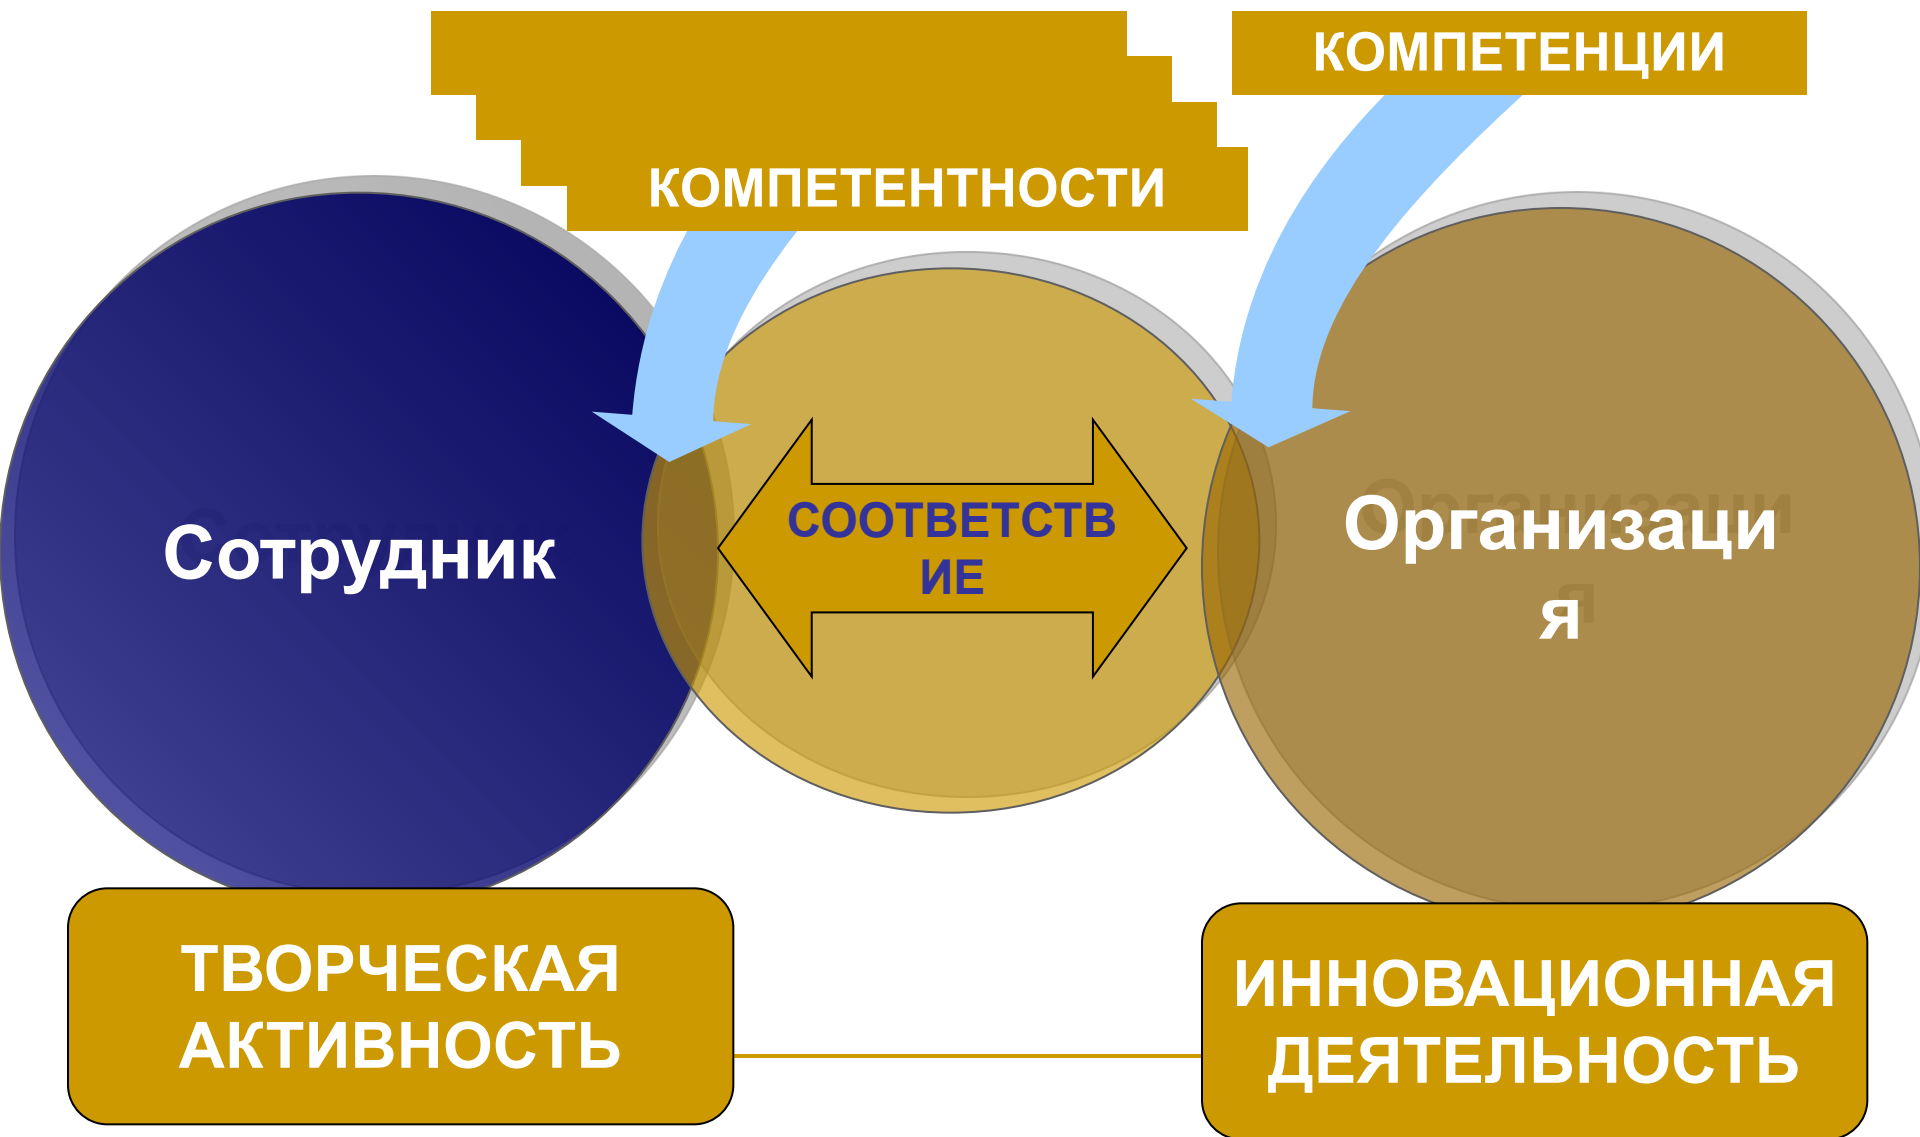 КОМПЕТЕНЦИИ
КОМПЕТЕНТНОСТИ
Сотрудник
СООТВЕТСТВ
ИЕ
Организаци
я
ТВОРЧЕСКАЯ
АКТИВНОСТЬ
ИННОВАЦИОННАЯ
ДЕЯТЕЛЬНОСТЬ